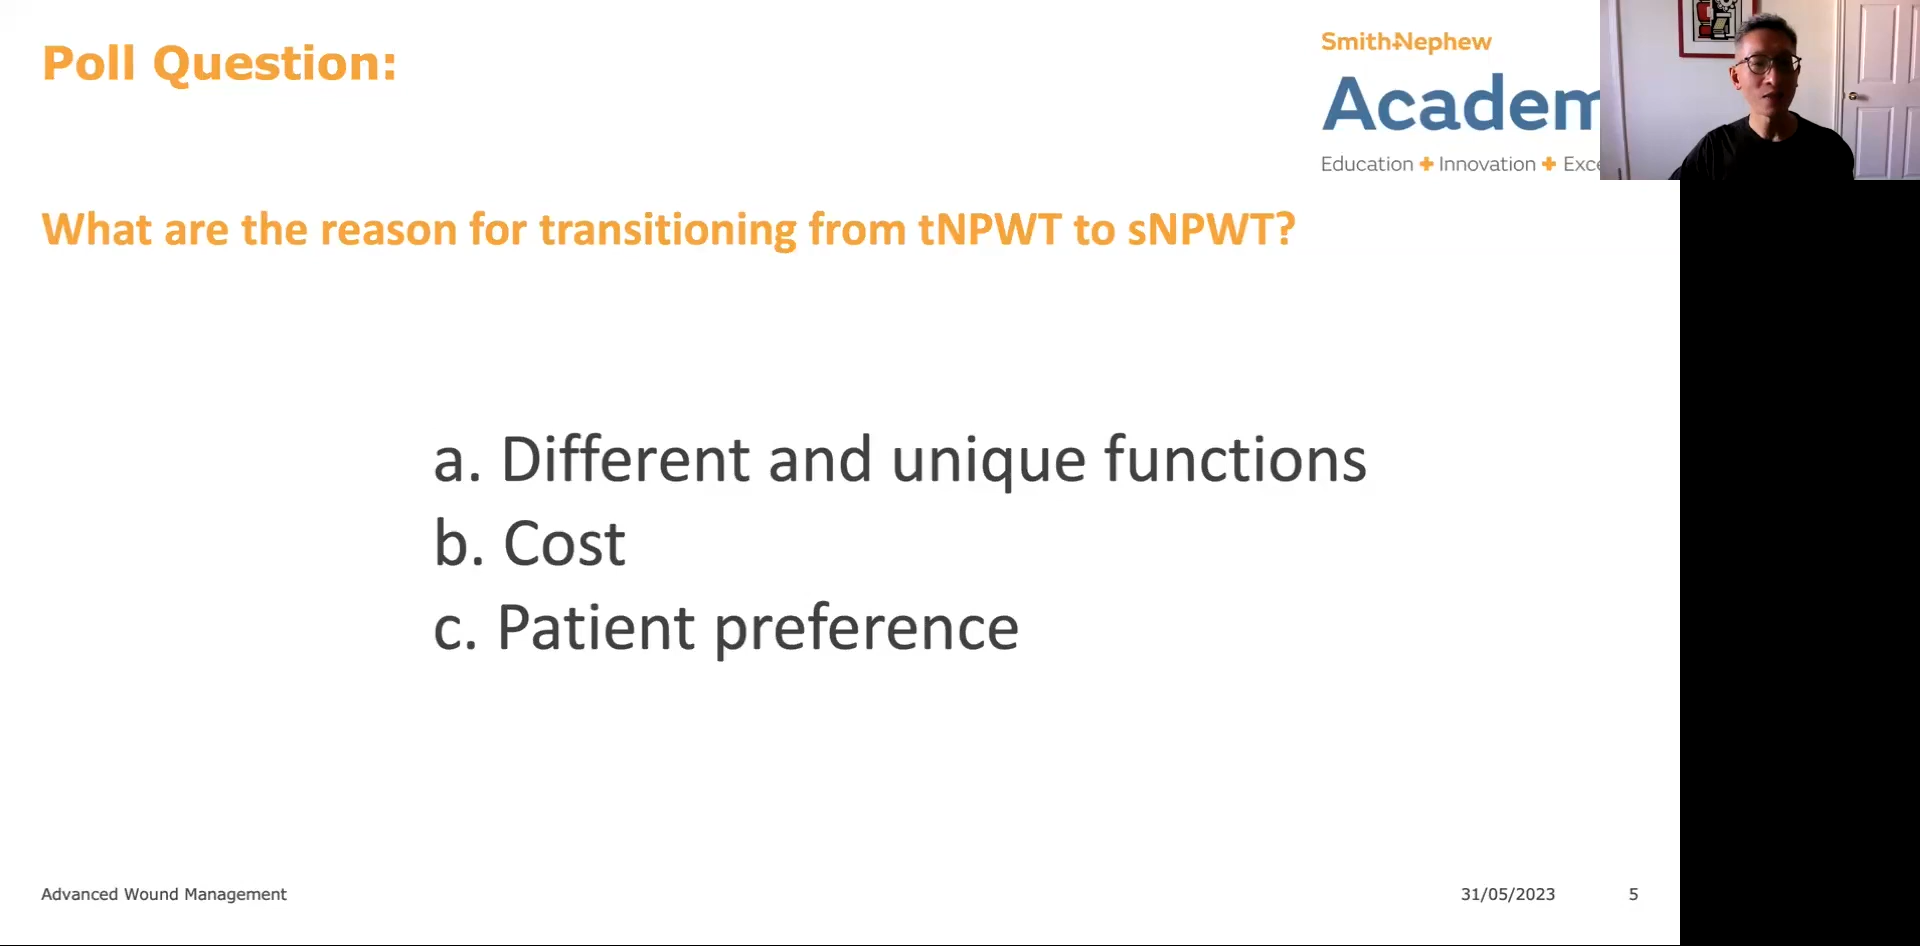 Poll Question:
Smith+Nephew
Academ
Education + Innovation + Exce
What are the reason for transitioning from tNPWT to sNPWT?
a. Different and unique functions
b. Cost
c. Patient preference
Advanced Wound Management
31/05/2023
5